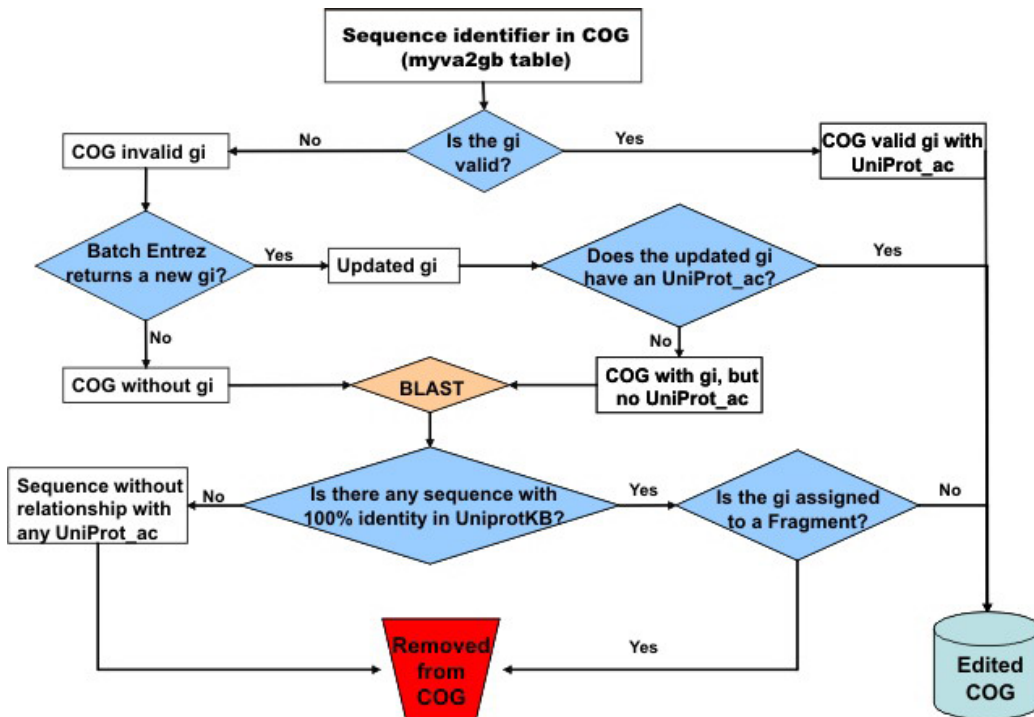 Sequence identifier in COG
(myva2gb table)
No
Yes
COG invalid gi
Is the gi
valid?
COG valid gi with
UniProt_ac
Batch Entrez
returns a new gi?
Yes
Updated gi
Does the updated gi
have an UniProt_ac?
Yes
No
No
COG without gi
BLAST
COG with gi, but
no UniProt_ac
Sequence without
relationship with
any UniProt_ac
No
Is there any sequence with
100% identity in UniprotKB?
Yes
Is the gi assigned
to a Fragment?
No
Removed
from
COG
Yes
Edited
COG